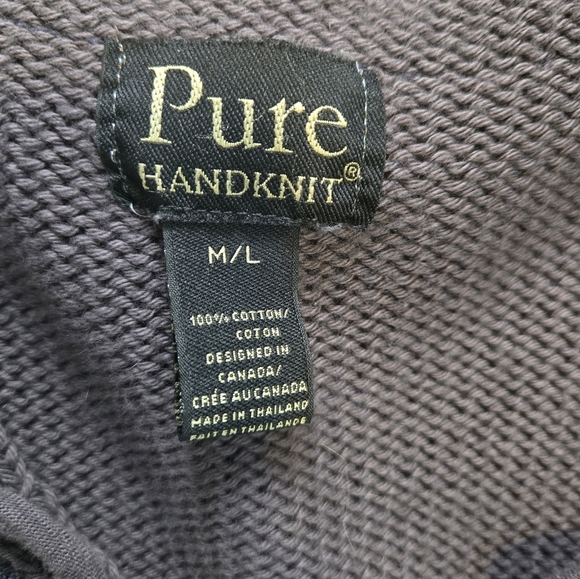 Pure
HANDKNIT®
M/L
100% COTTON/
COTON
DESIGNED IN
CANADA/
CRÉE AU CANADA
MADE IN THAILAND
FAIT EN THAILANDE